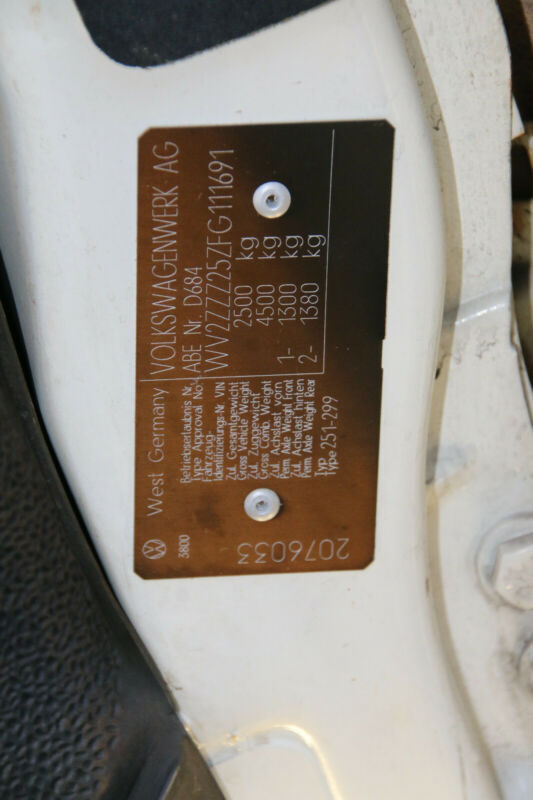 West Germany VOLKSWAGENWERK AG
3800
Betriebserlaubnis Nr.
Type Approval No. ABE Nr. D684
Fahrzeug-
Identifizierungs-Nr. VIN WV2ZZZ25ZFG111691
Zul. Gesamtgewicht
Gross Vehicle Weight 2500 kg
Zul. Zuggewicht
Gross Comb. Weight 4500 kg
Zul. Achslast vorn
Perm. Axle Weight Front 1- 1300 kg
Zul. Achslast hinten
Perm. Axle Weight Rear 2- 1380 kg
Typ
Type 251-299
2076033